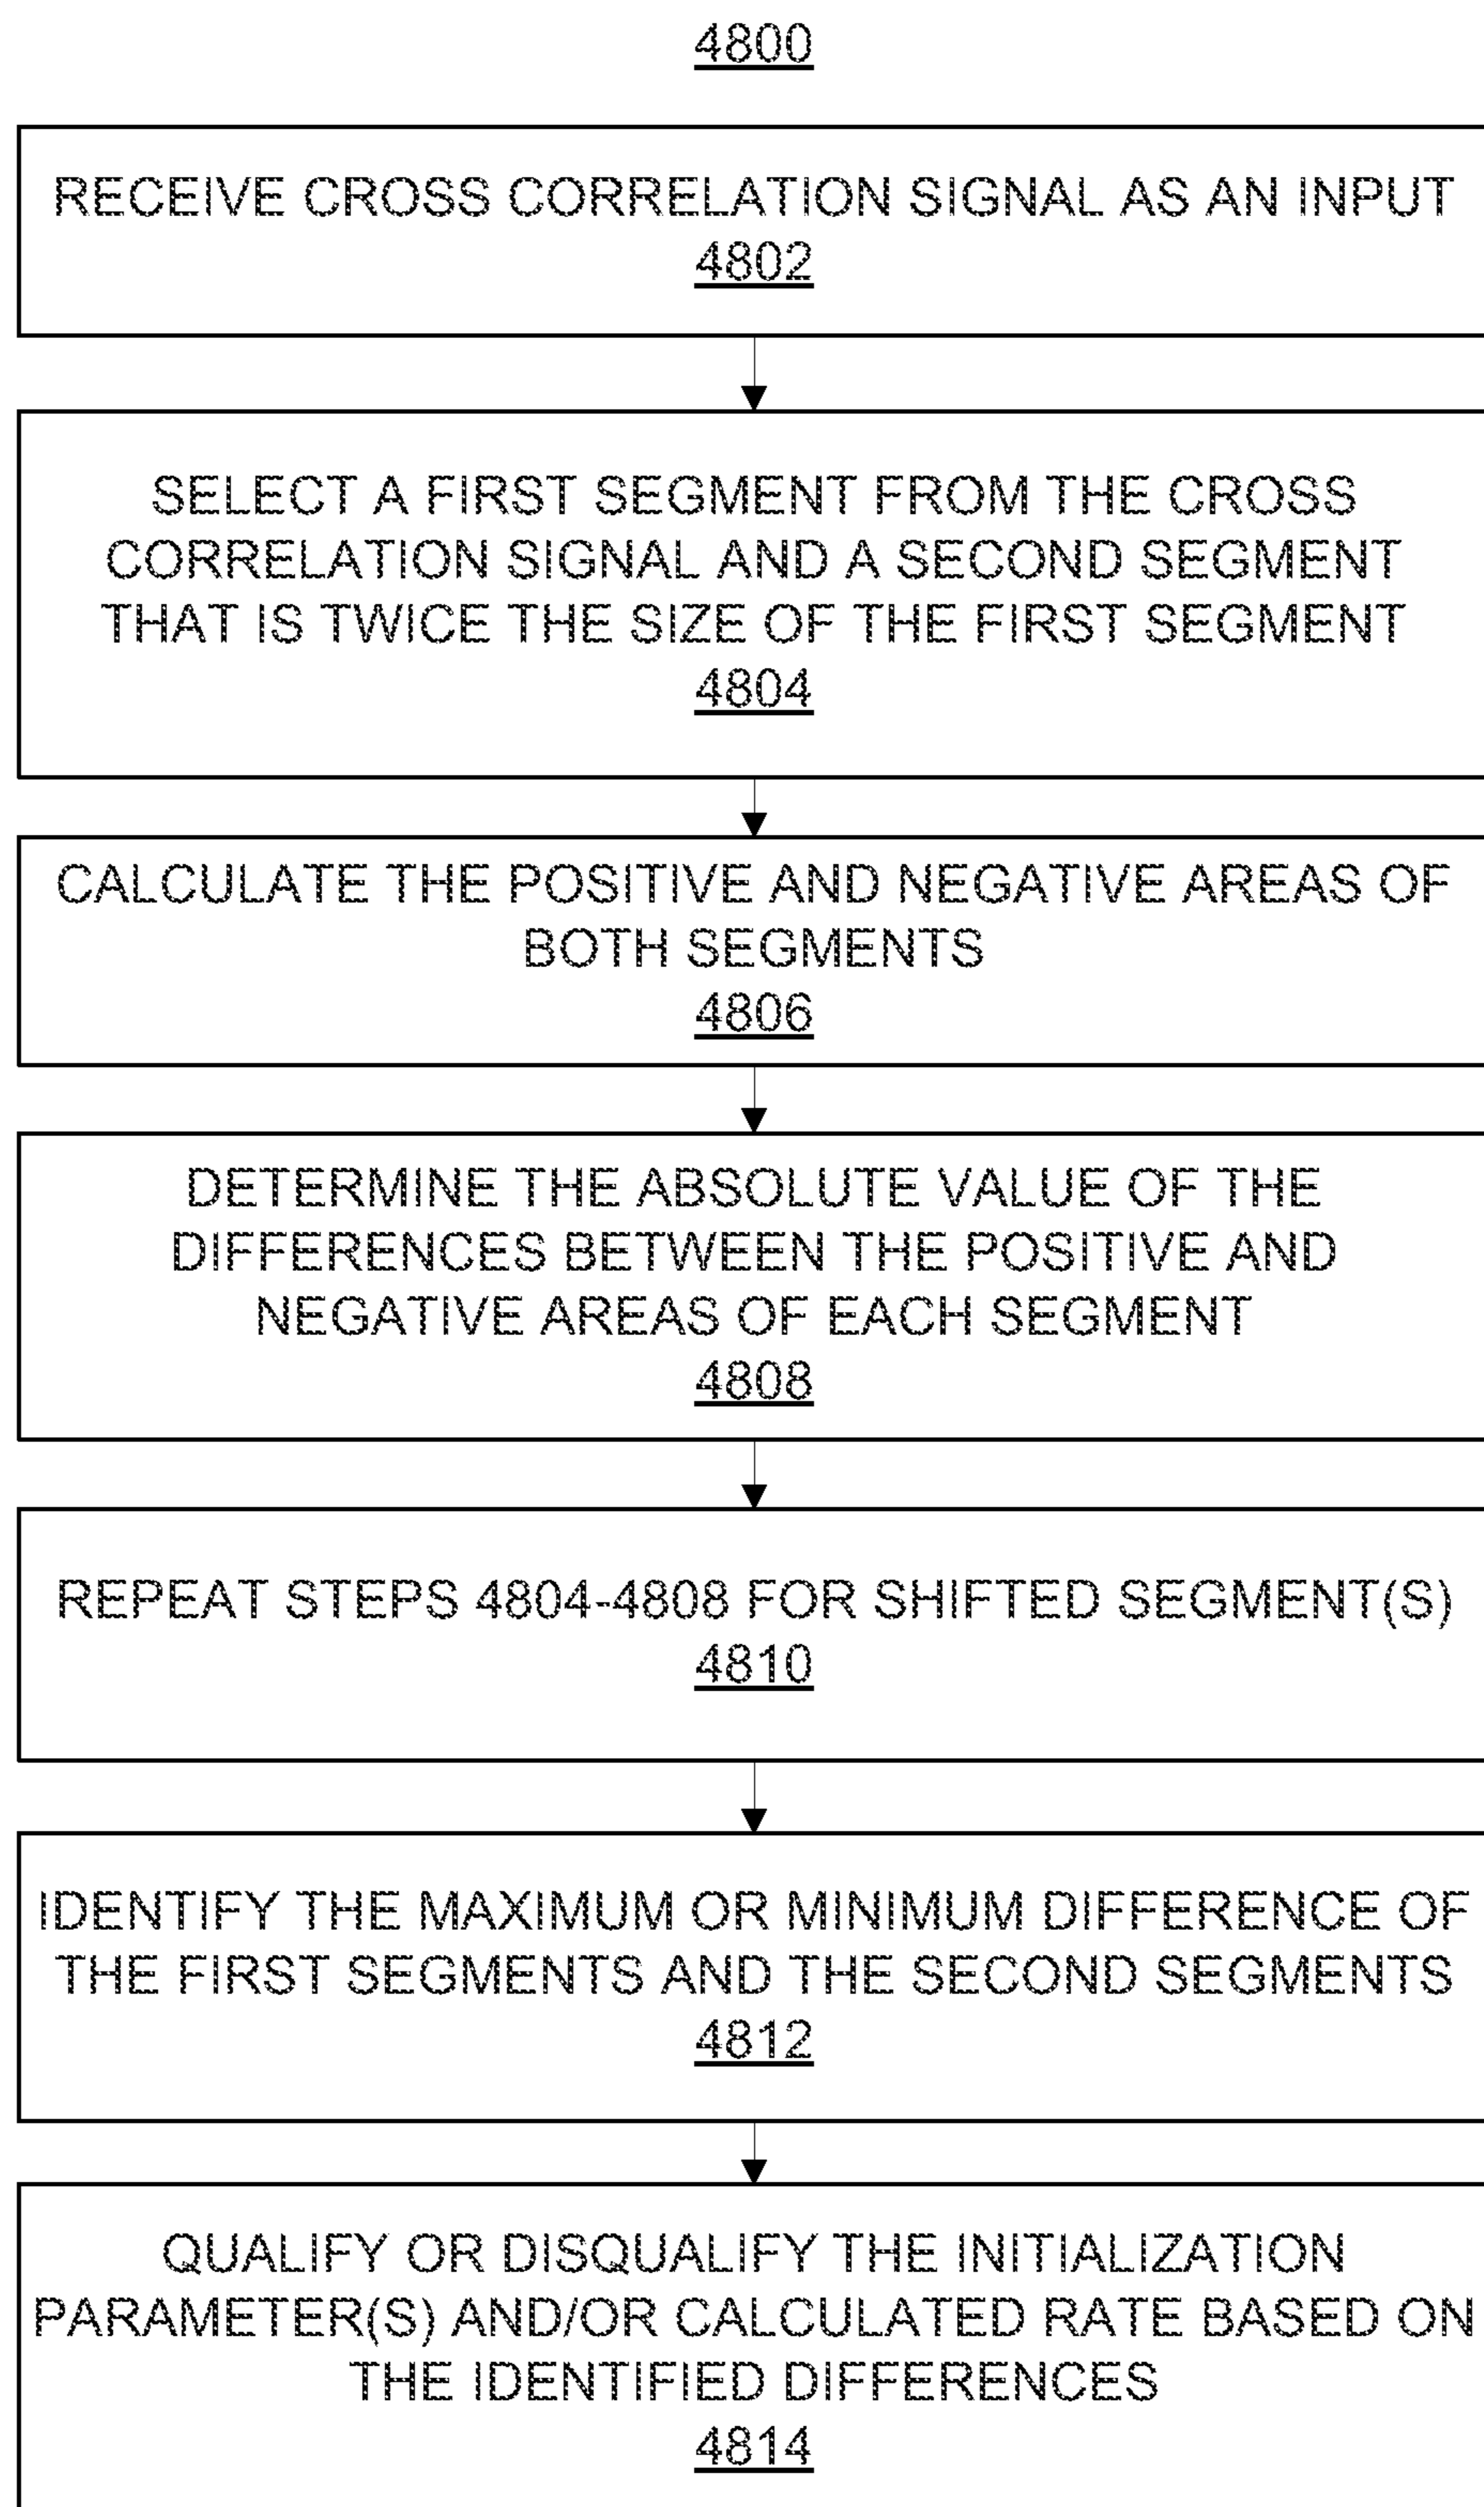 4800
RECEIVE CROSS CORRELATION SIGNAL AS AN INPUT
4802
SELECT A FIRST SEGMENT FROM THE CROSS
CORRELATION SIGNAL AND A SECOND SEGMENT
THAT IS TWICE THE SIZE OF THE FIRST SEGMENT
4804
CALCULATE THE POSITIVE AND NEGATIVE AREAS OF
BOTH SEGMENTS
4806
DETERMINE THE ABSOLUTE VALUE OF THE
DIFFERENCES BETWEEN THE POSITIVE AND
NEGATIVE AREAS OF EACH SEGMENT
4808
REPEAT STEPS 4804-4808 FOR SHIFTED SEGMENT(S)
4810
IDENTIFY THE MAXIMUM OR MINIMUM DIFFERENCE OF
THE FIRST SEGMENTS AND THE SECOND SEGMENTS
4812
QUALIFY OR DISQUALIFY THE INITIALIZATION
PARAMETER(S) AND/OR CALCULATED RATE BASED ON
THE IDENTIFIED DIFFERENCES
4814